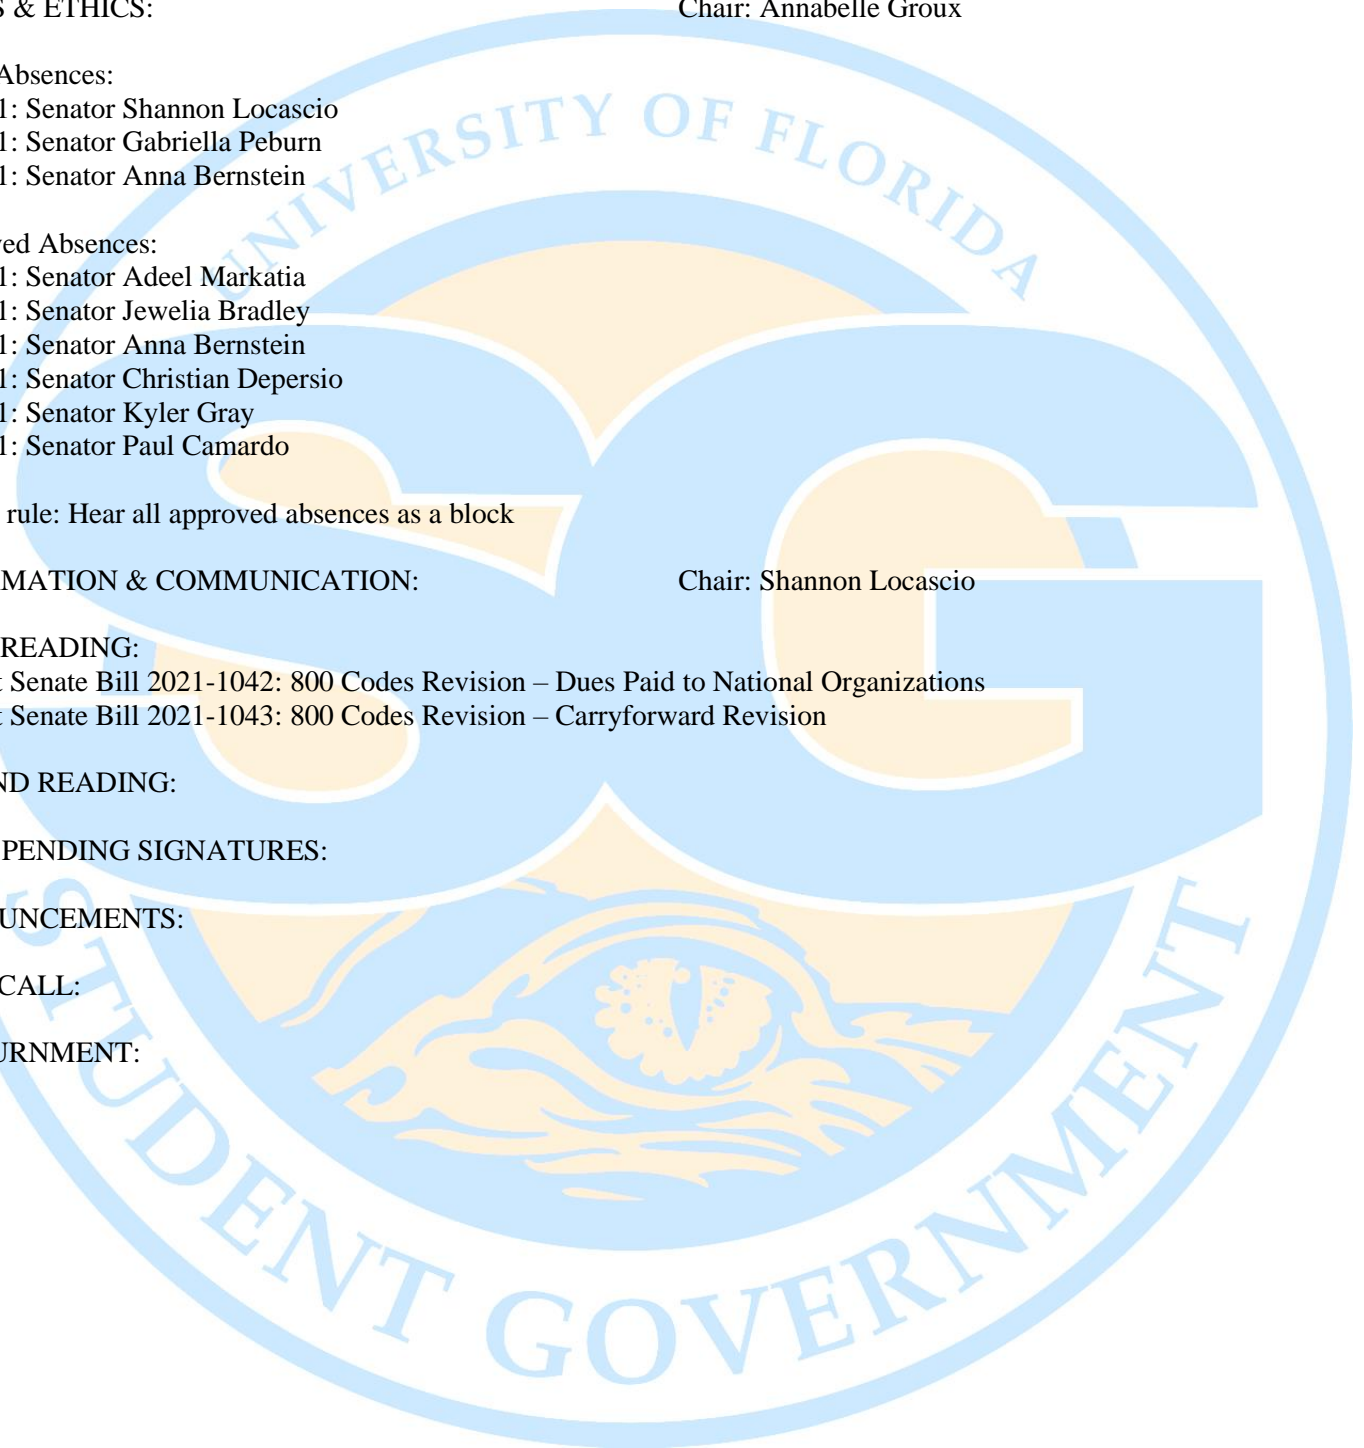 & ETHICS: Chair: Annabelle Groux
Absences:
1: Senator Shannon Locascio
1: Senator Gabriella Peburn
1: Senator Anna Bernstein
ved Absences:
1: Senator Adeel Markatia
1: Senator Jewelia Bradley
1: Senator Anna Bernstein
1: Senator Christian Depersio
1: Senator Kyler Gray
1: Senator Paul Camardo
rule: Hear all approved absences as a block
MATION & COMMUNICATION: Chair: Shannon Locascio
READING:
t Senate Bill 2021-1042: 800 Codes Revision – Dues Paid to National Organizations
t Senate Bill 2021-1043: 800 Codes Revision – Carryforward Revision
ND READING:
PENDING SIGNATURES:
UNCEMENTS:
CALL:
URNMENT:
UNIVERSITY OF FLORIDA
SG
STUDENT GOVERNMENT